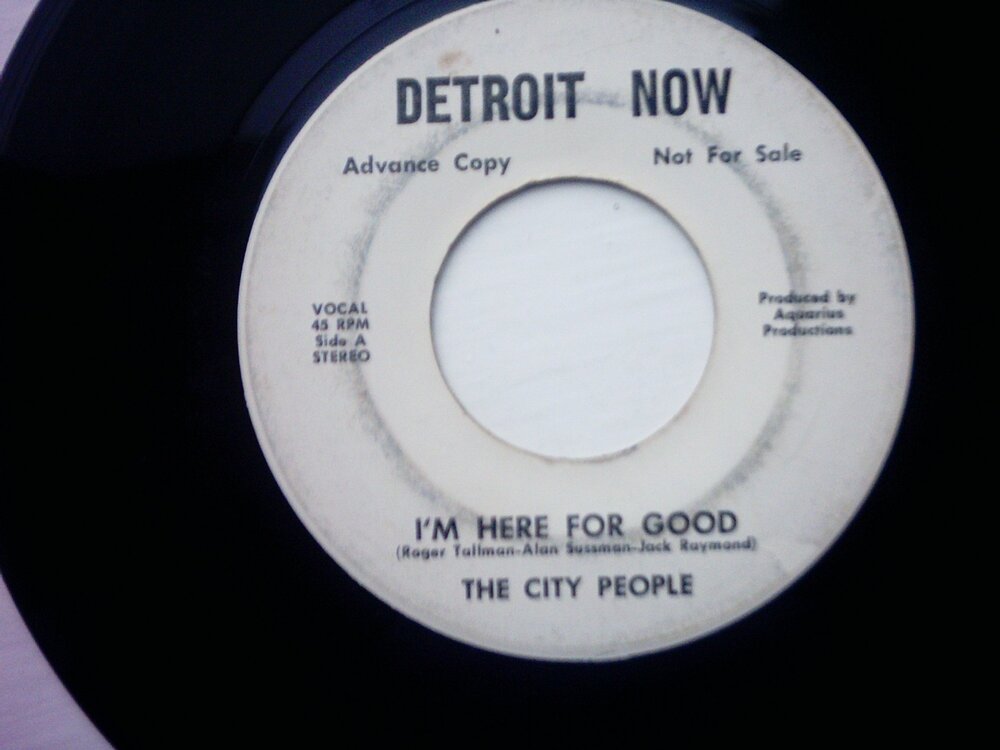 DETROIT NOW
Advance Copy
Not For Sale
VOCAL
45 RPM
Side A
STEREO
Produced by
Aquarius
Productions
I'M HERE FOR GOOD
(Roger Tallman-Alan Sussman-Jack Raymond)
THE CITY PEOPLE